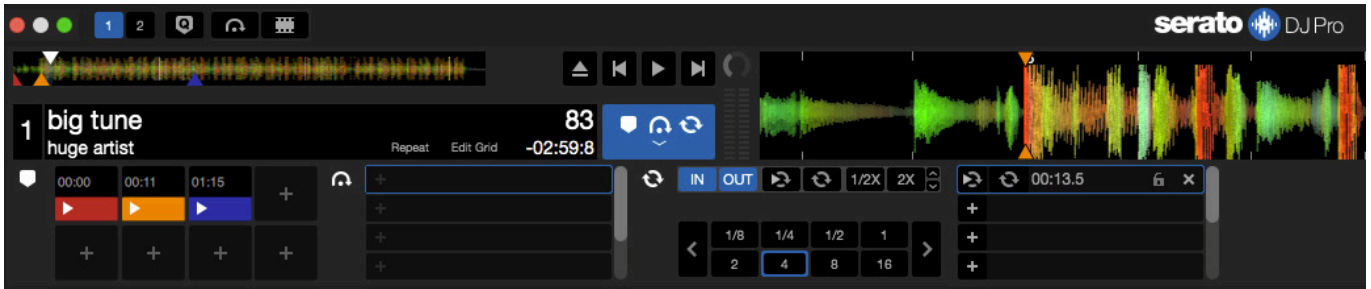 1 2 serato DJ Pro
1 big tune 83
huge artist Repeat Edit Grid -02:59:8
00:00 00:11 01:15 IN OUT 1/2X 2X 00:13.5
1/8 1/4 1/2 1
2 4 8 16